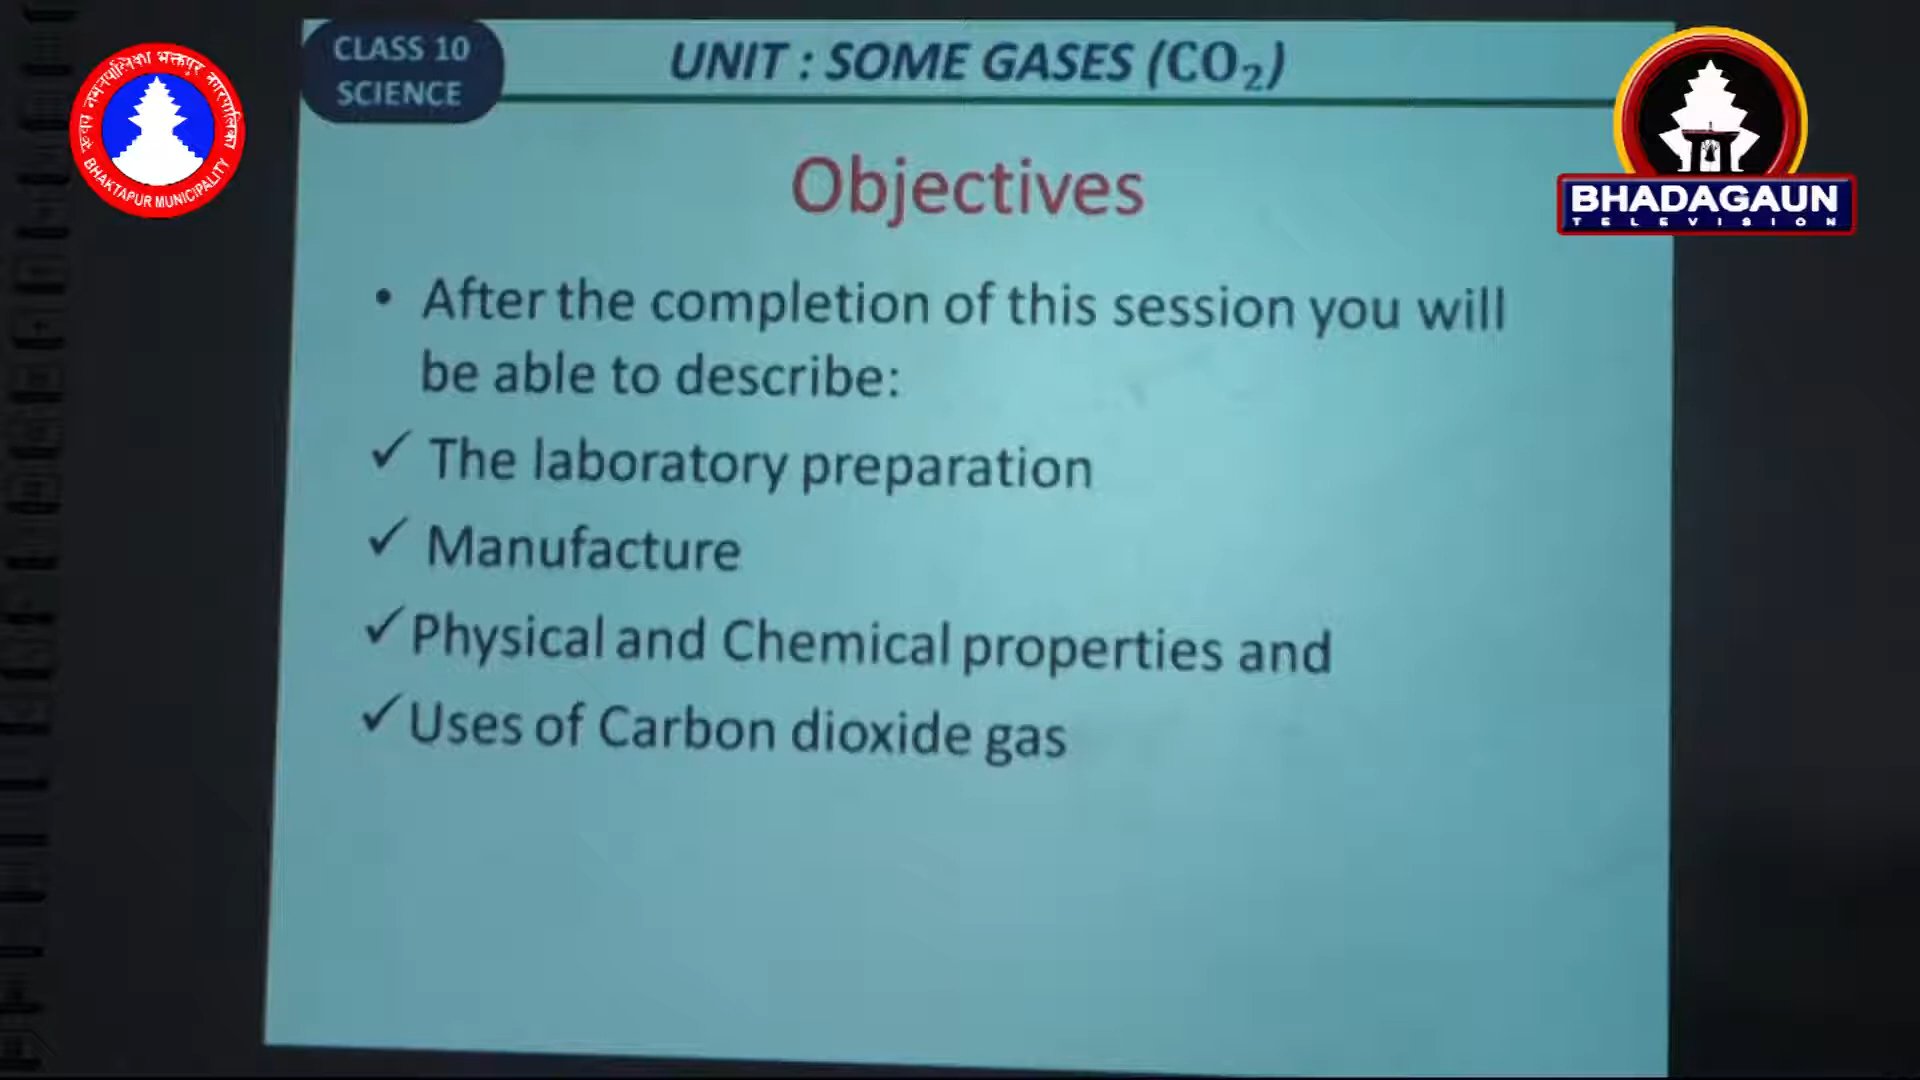 CLASS 10
SCIENCE
UNIT : SOME GASES (CO₂)
BHAKTAPUR MUNICIPALITY
BHADAGAUN
TELEVISION
Objectives
• After the completion of this session you will
be able to describe:
✓ The laboratory preparation
✓ Manufacture
✓ Physical and Chemical properties and
✓ Uses of Carbon dioxide gas